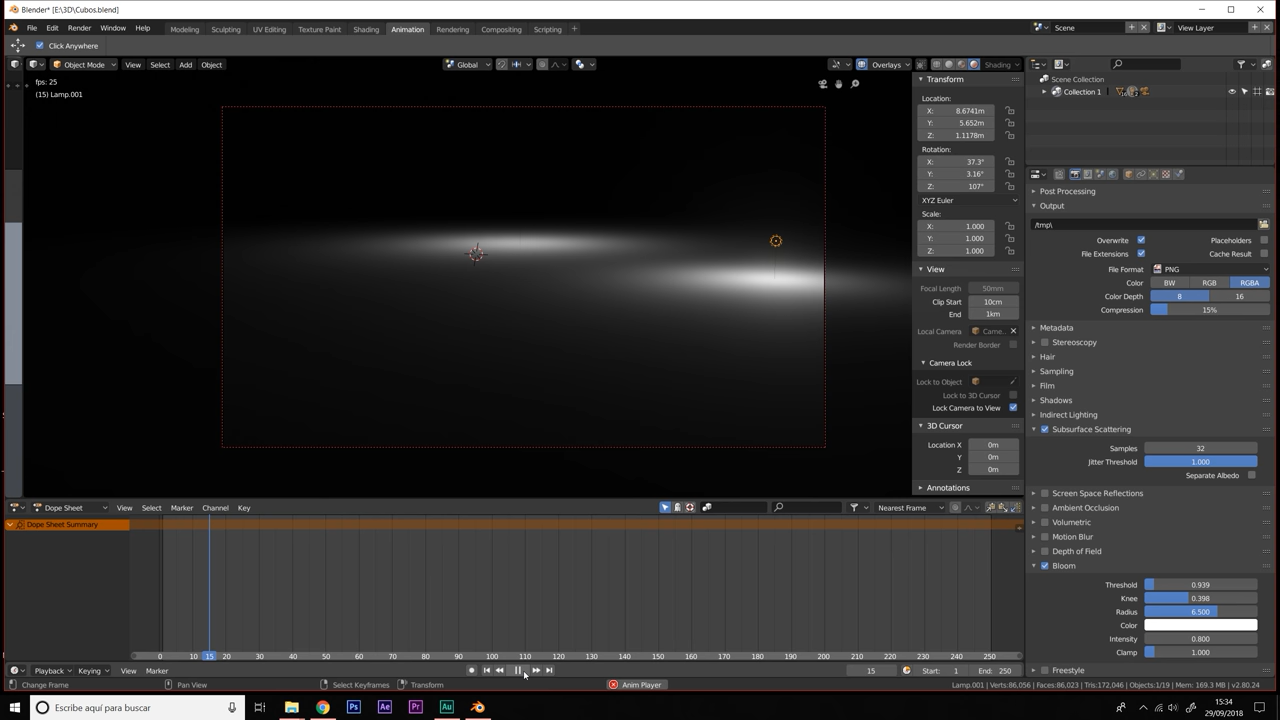 Blender* [E:\3D\Cubos.blend]
File Edit Render Window Help
Modeling Sculpting UV Editing Texture Paint Shading Animation Rendering Compositing Scripting
Scene View Layer
Click Anywhere
Object Mode View Select Add Object Global Overlays Shading
fps: 25
(15) Lamp.001
Transform
Location:
X: 8.6741m
Y: 5.652m
Z: 1.1178m
Rotation:
X: 37.3°
Y: 3.16°
Z: 107°
XYZ Euler
Scale:
X: 1.000
Y: 1.000
Z: 1.000
View
Focal Length 50mm
Clip Start 10cm
End 1km
Local Camera Came..
Render Border
Camera Lock
Lock to Object
Lock to 3D Cursor
Lock Camera to View
3D Cursor
Location X 0m
Y 0m
Z 0m
Annotations
Scene Collection
Collection 1
Post Processing
Output
/tmp\
Overwrite Placeholders
File Extensions Cache Result
File Format PNG
Color BW RGB RGBA
Color Depth 8 16
Compression 15%
Metadata
Stereoscopy
Hair
Sampling
Film
Shadows
Indirect Lighting
Subsurface Scattering
Samples 32
Jitter Threshold 1.000
Separate Albedo
Screen Space Reflections
Ambient Occlusion
Volumetric
Motion Blur
Depth of Field
Bloom
Threshold 0.939
Knee 0.398
Radius 6.500
Color
Intensity 0.800
Clamp 1.000
Freestyle
Dope Sheet View Select Marker Channel Key Nearest Frame
Dope Sheet Summary
0 10 15 20 30 40 50 60 70 80 90 100 110 120 130 140 150 160 170 180 190 200 210 220 230 240 250
Playback Keying View Marker 15 Start: 1 End: 250
Change Frame Pan View Select Keyframes Transform Anim Player Lamp.001 | Verts:86,056 | Faces:86,023 | Tris:172,046 | Objects:1/19 | Mem: 169.3 MB | v2.80.24
Escribe aquí para buscar
Ps Ae Pr Au
15:34
29/09/2018